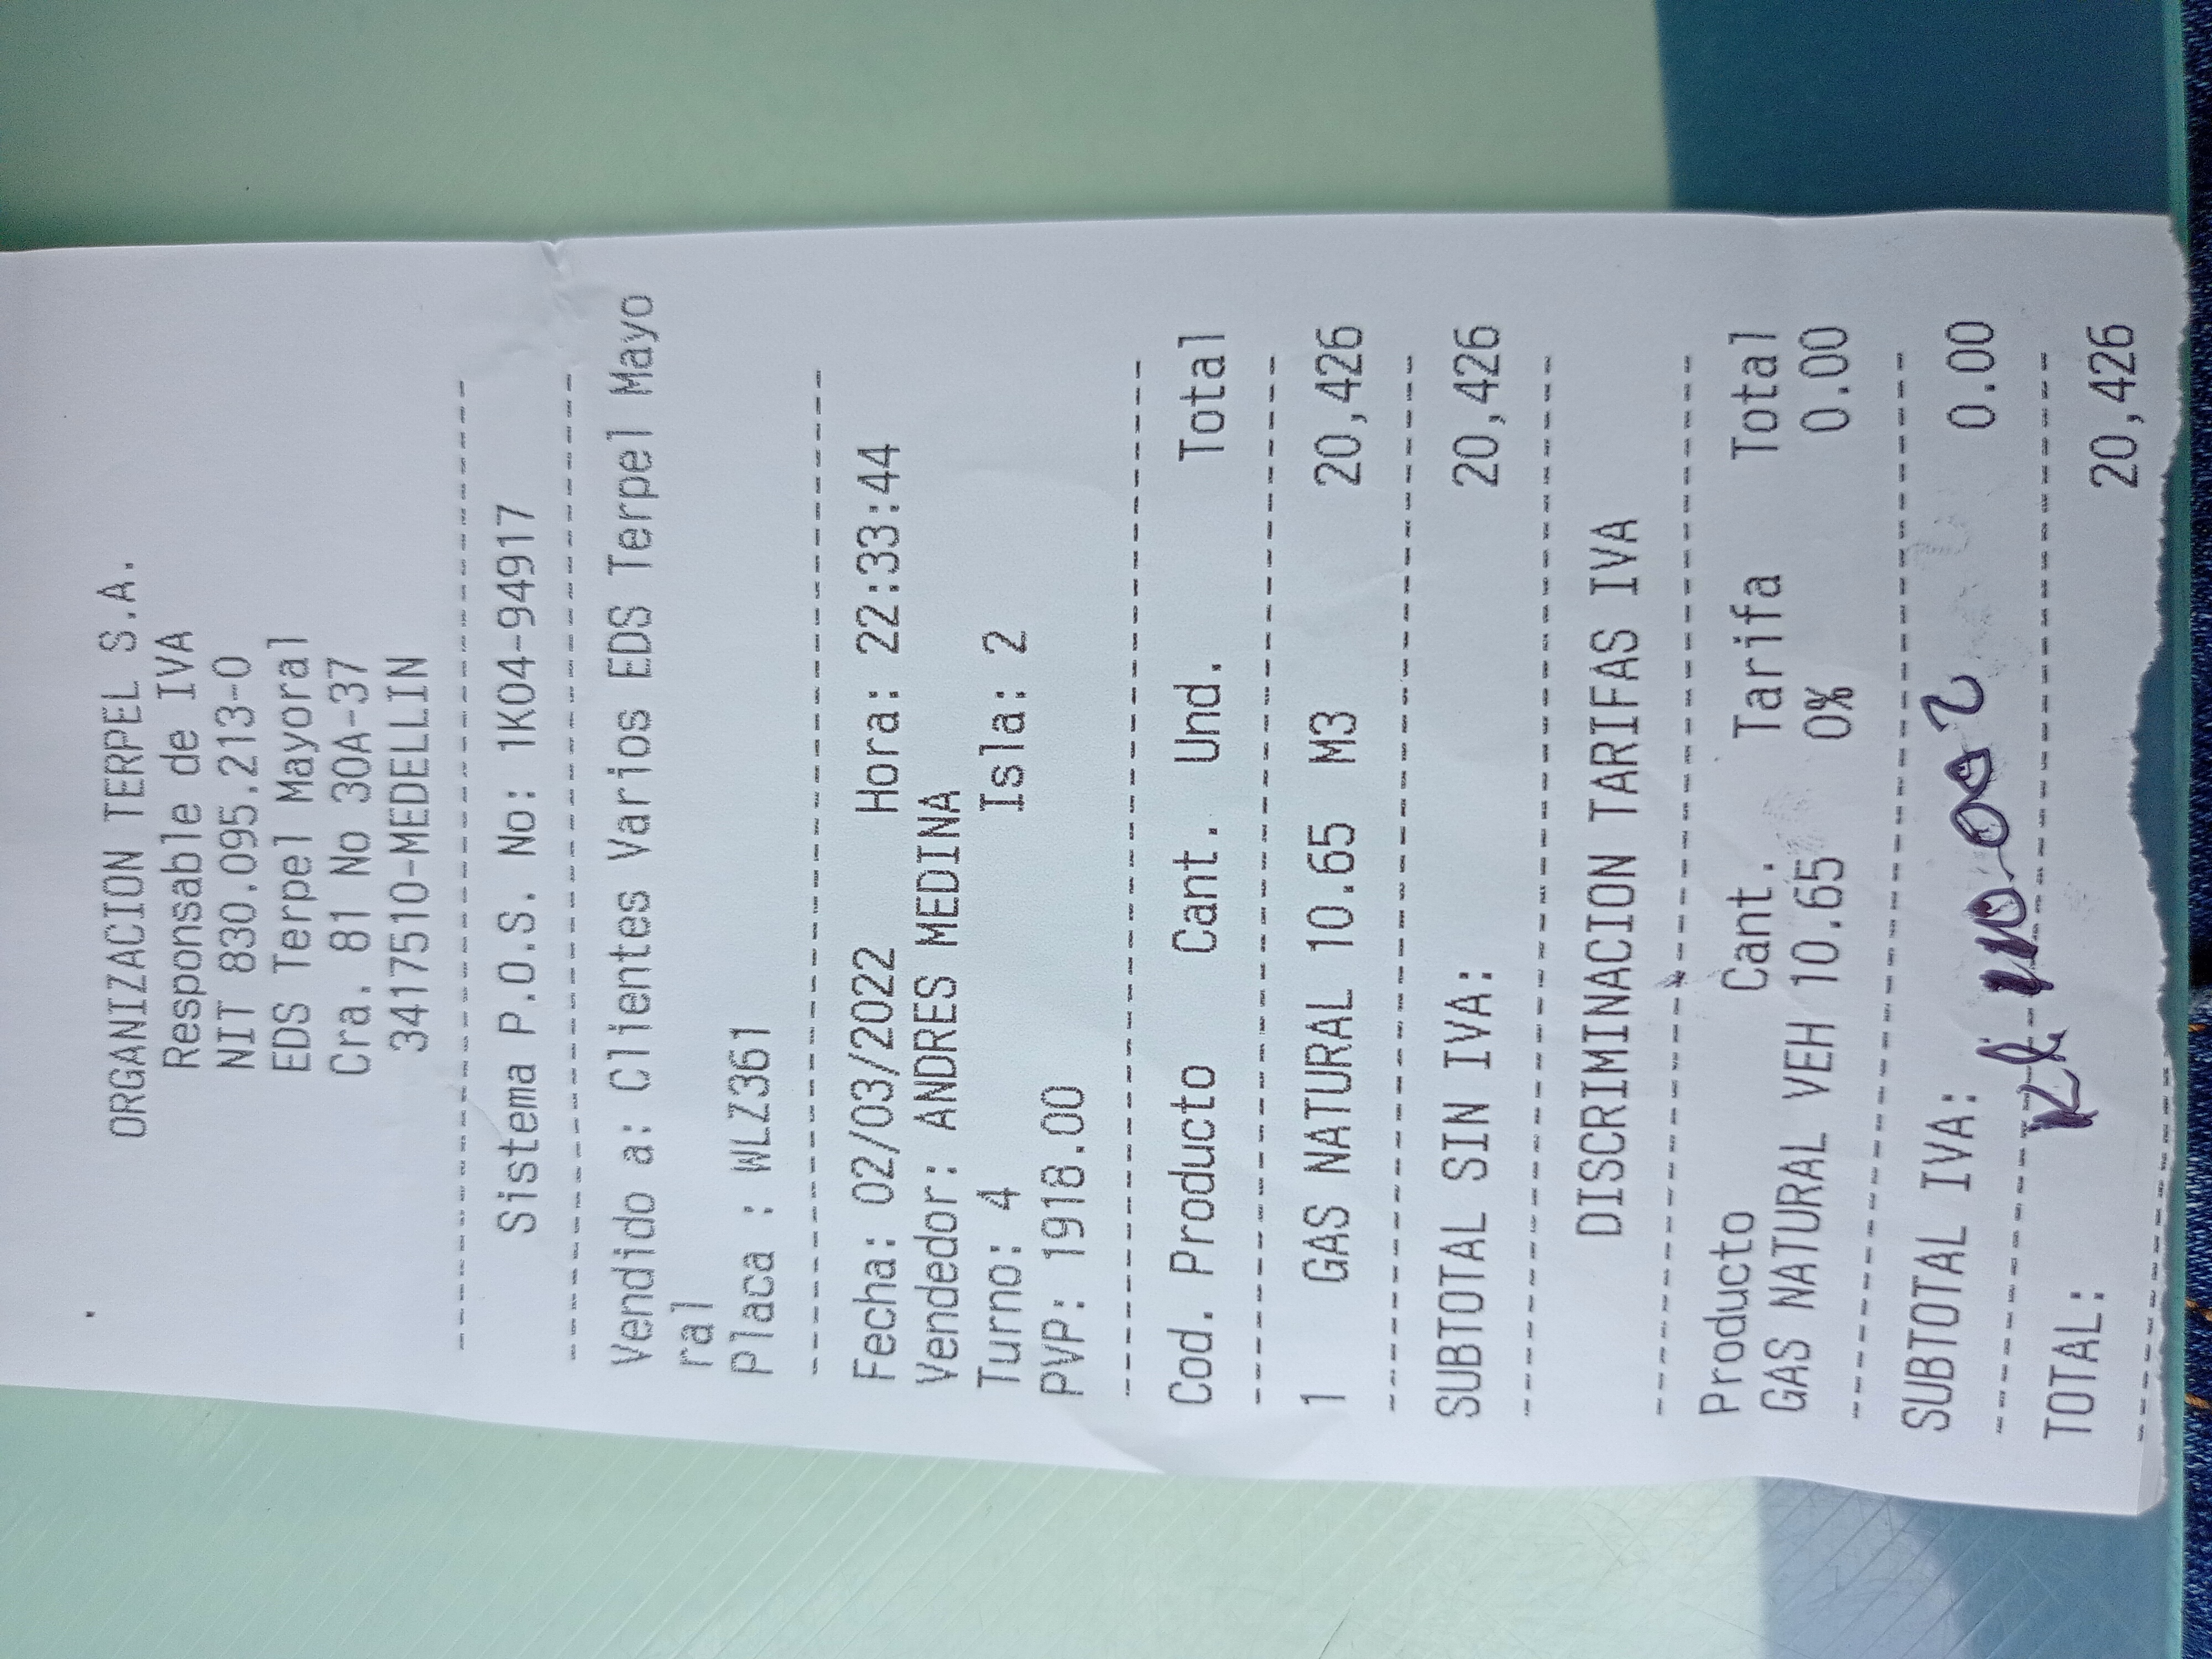 ORGANIZACION TERPEL S.A.
Responsable de IVA
NIT 830.095.213-0
EDS Terpel Mayoral
Cra. 81 No 30A-37
3417510-MEDELLIN
Sistema P.O.S. No: 1K04-94917
Vendido a: Clientes Varios EDS Terpel Mayo
ral
Placa : WLZ361
Fecha: 02/03/2022 Hora: 22:33:44
Vendedor: ANDRES MEDINA
Turno: 4 Isla: 2
PVP: 1918.00
Cod. Producto Cant. Und. Total
1 GAS NATURAL 10.65 M3 20,426
SUBTOTAL SIN IVA: 20,426
DISCRIMINACION TARIFAS IVA
Producto Cant. Tarifa Total
GAS NATURAL VEH 10.65 0% 0.00
SUBTOTAL IVA: 0.00
TOTAL: 20,426